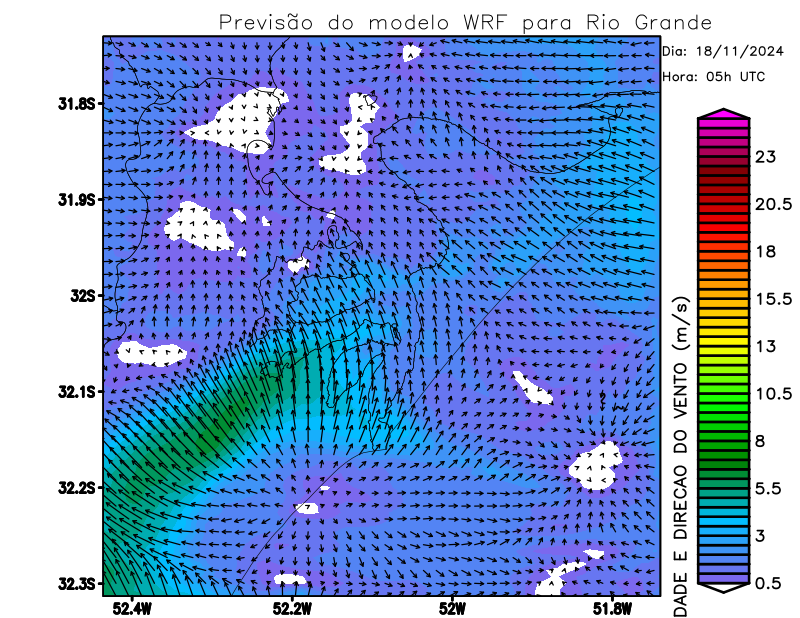 Previsão do modelo WRF para Rio Grande
Dia: 18/11/2024
Hora: 05h UTC
31.8S
31.9S
32S
32.1S
32.2S
32.3S
52.4W
52.2W
52W
51.8W
23
20.5
18
15.5
13
10.5
8
5.5
3
0.5
DADE E DIRECAO DO VENTO (m/s)